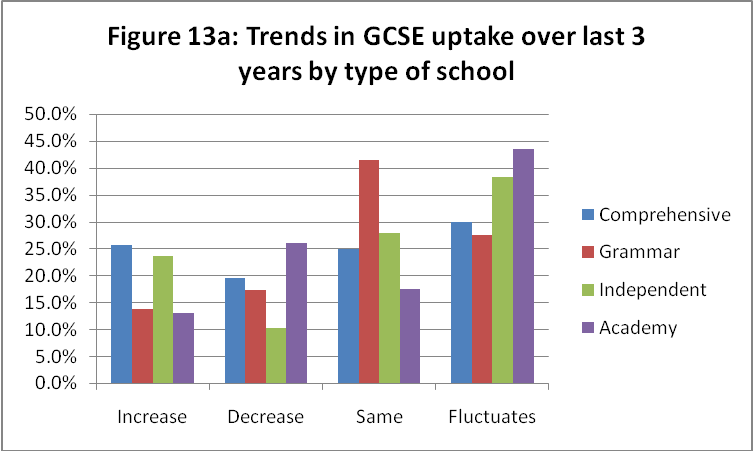 Figure 13a: Trends in GCSE uptake over last 3
years by type of school
50.0%
45.0%
40.0%
35.0%
30.0%
25.0%
20.0%
15.0%
10.0%
5.0%
0.0%
Increase Decrease Same Fluctuates
Comprehensive
Grammar
Independent
Academy